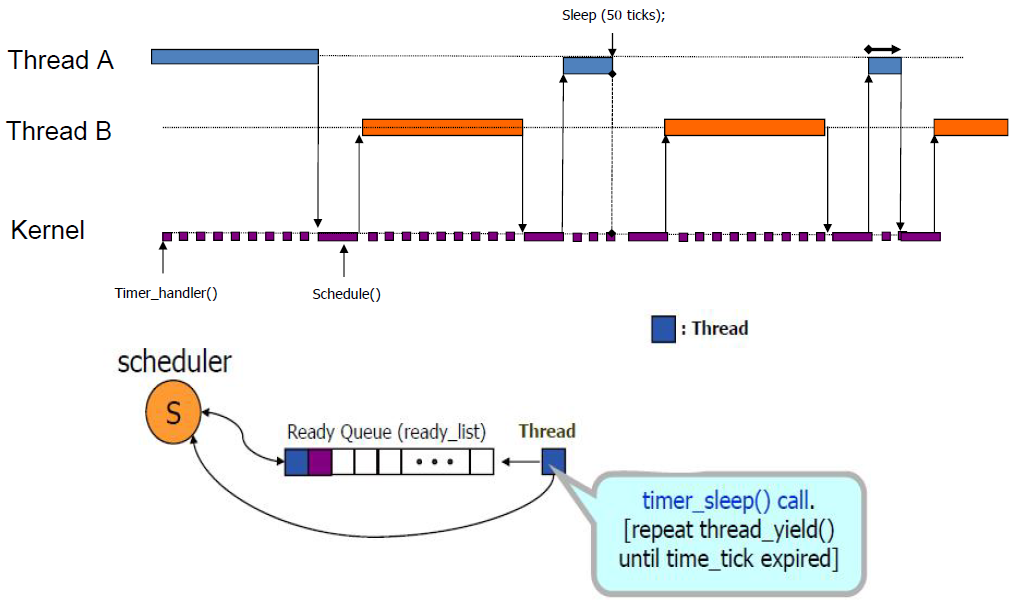 Sleep (50 ticks);
Thread A
Thread B
Kernel
Timer_handler()
Schedule()
: Thread
scheduler
S
Ready Queue (ready_list)
Thread
timer_sleep() call.
[repeat thread_yield()
until time_tick expired]